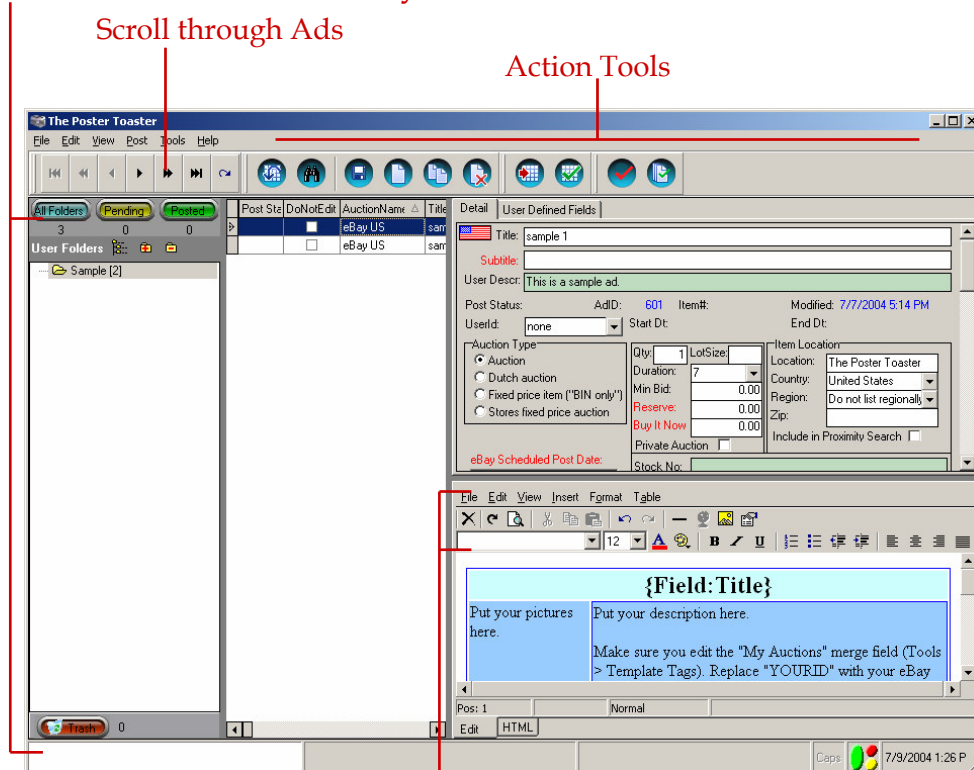 Scroll through Ads
Action Tools
The Poster Toaster
File Edit View Post Tools Help
All Folders Pending Posted
3 0 0
User Folders
Sample [2]
Trash 0
DoNotEdit AuctionName Title
eBay US
eBay US
Detail User Defined Fields
Title: sample 1
Subtitle:
User Descr: This is a sample ad.
Post Status: AdID: 601 Item#: Modified: 7/7/2004 5:14 PM
UserId: none Start Dt: End Dt:
Auction Type
Auction
Dutch auction
Fixed price item ("BIN only")
Stores fixed price auction
eBay Scheduled Post Date:
Qty: 1 LotSize:
Duration: 7
Min Bid: 0.00
Reserve: 0.00
Buy It Now 0.00
Private Auction
Stock No:
Item Location
Location: The Poster Toaster
Country: United States
Region: Do not list regionally
Zip:
Include in Proximity Search
File Edit View Insert Format Table
12 A B I U
{Field:Title}
Put your pictures
here.
Put your description here.
Make sure you edit the "My Auctions" merge field (Tools
> Template Tags). Replace "YOURID" with your eBay
Pos: 1 Normal
Edit HTML
Caps 7/9/2004 1:26 P